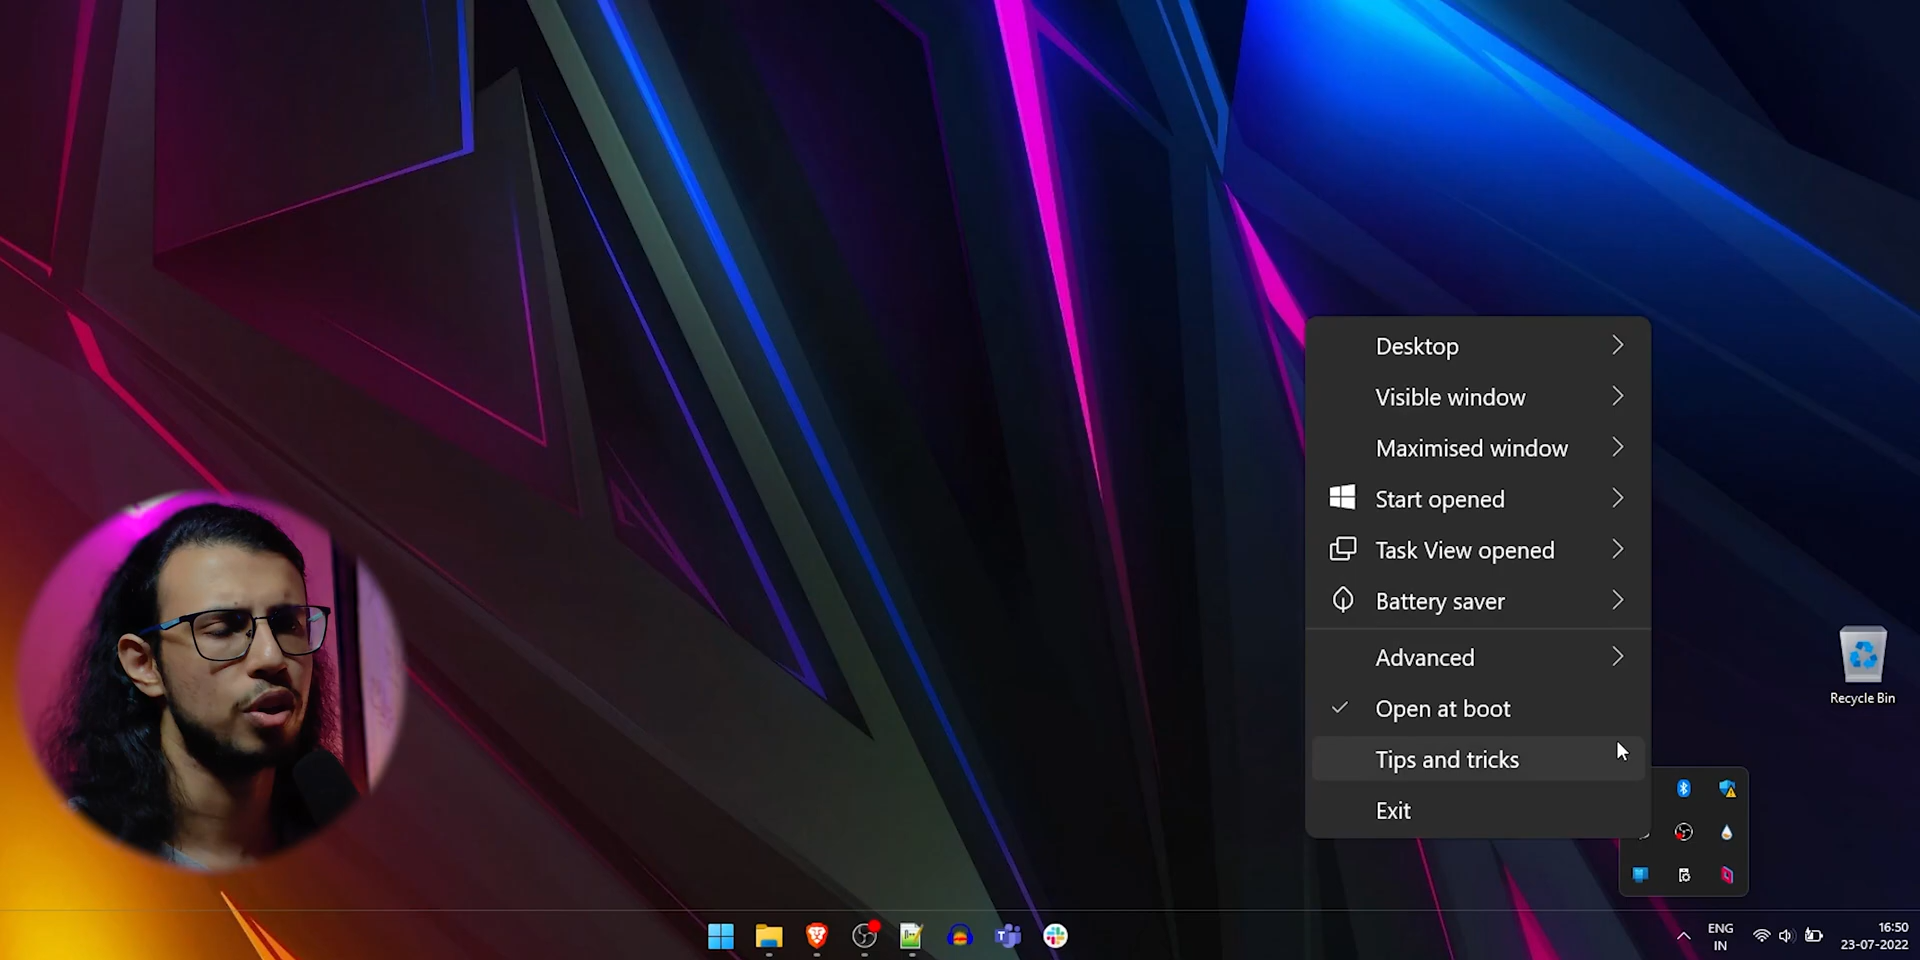 Desktop
Visible window
Maximised window
Start opened
Task View opened
Battery saver
Advanced
Open at boot
Tips and tricks
Exit
Recycle Bin
ENG
IN
16:50
23-07-2022